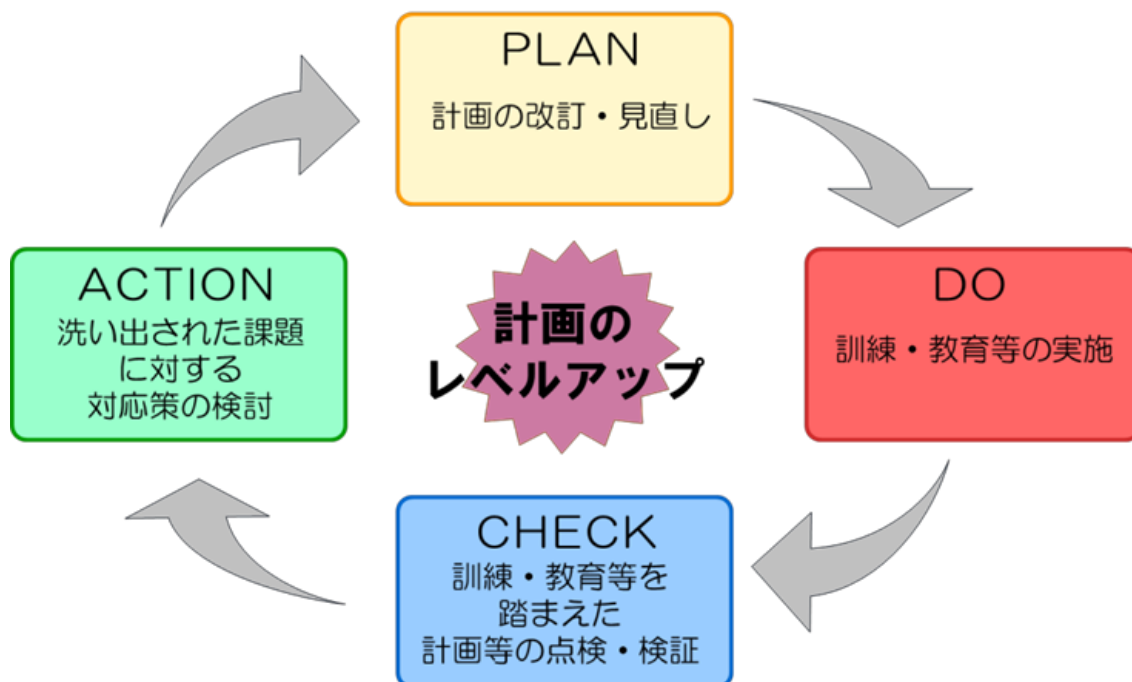 PLAN
計画の改訂・見直し
DO
訓練・教育等の実施
CHECK
訓練・教育等を
踏まえた
計画等の点検・検証
ACTION
洗い出された課題
に対する
対応策の検討
計画の
レベルアップ